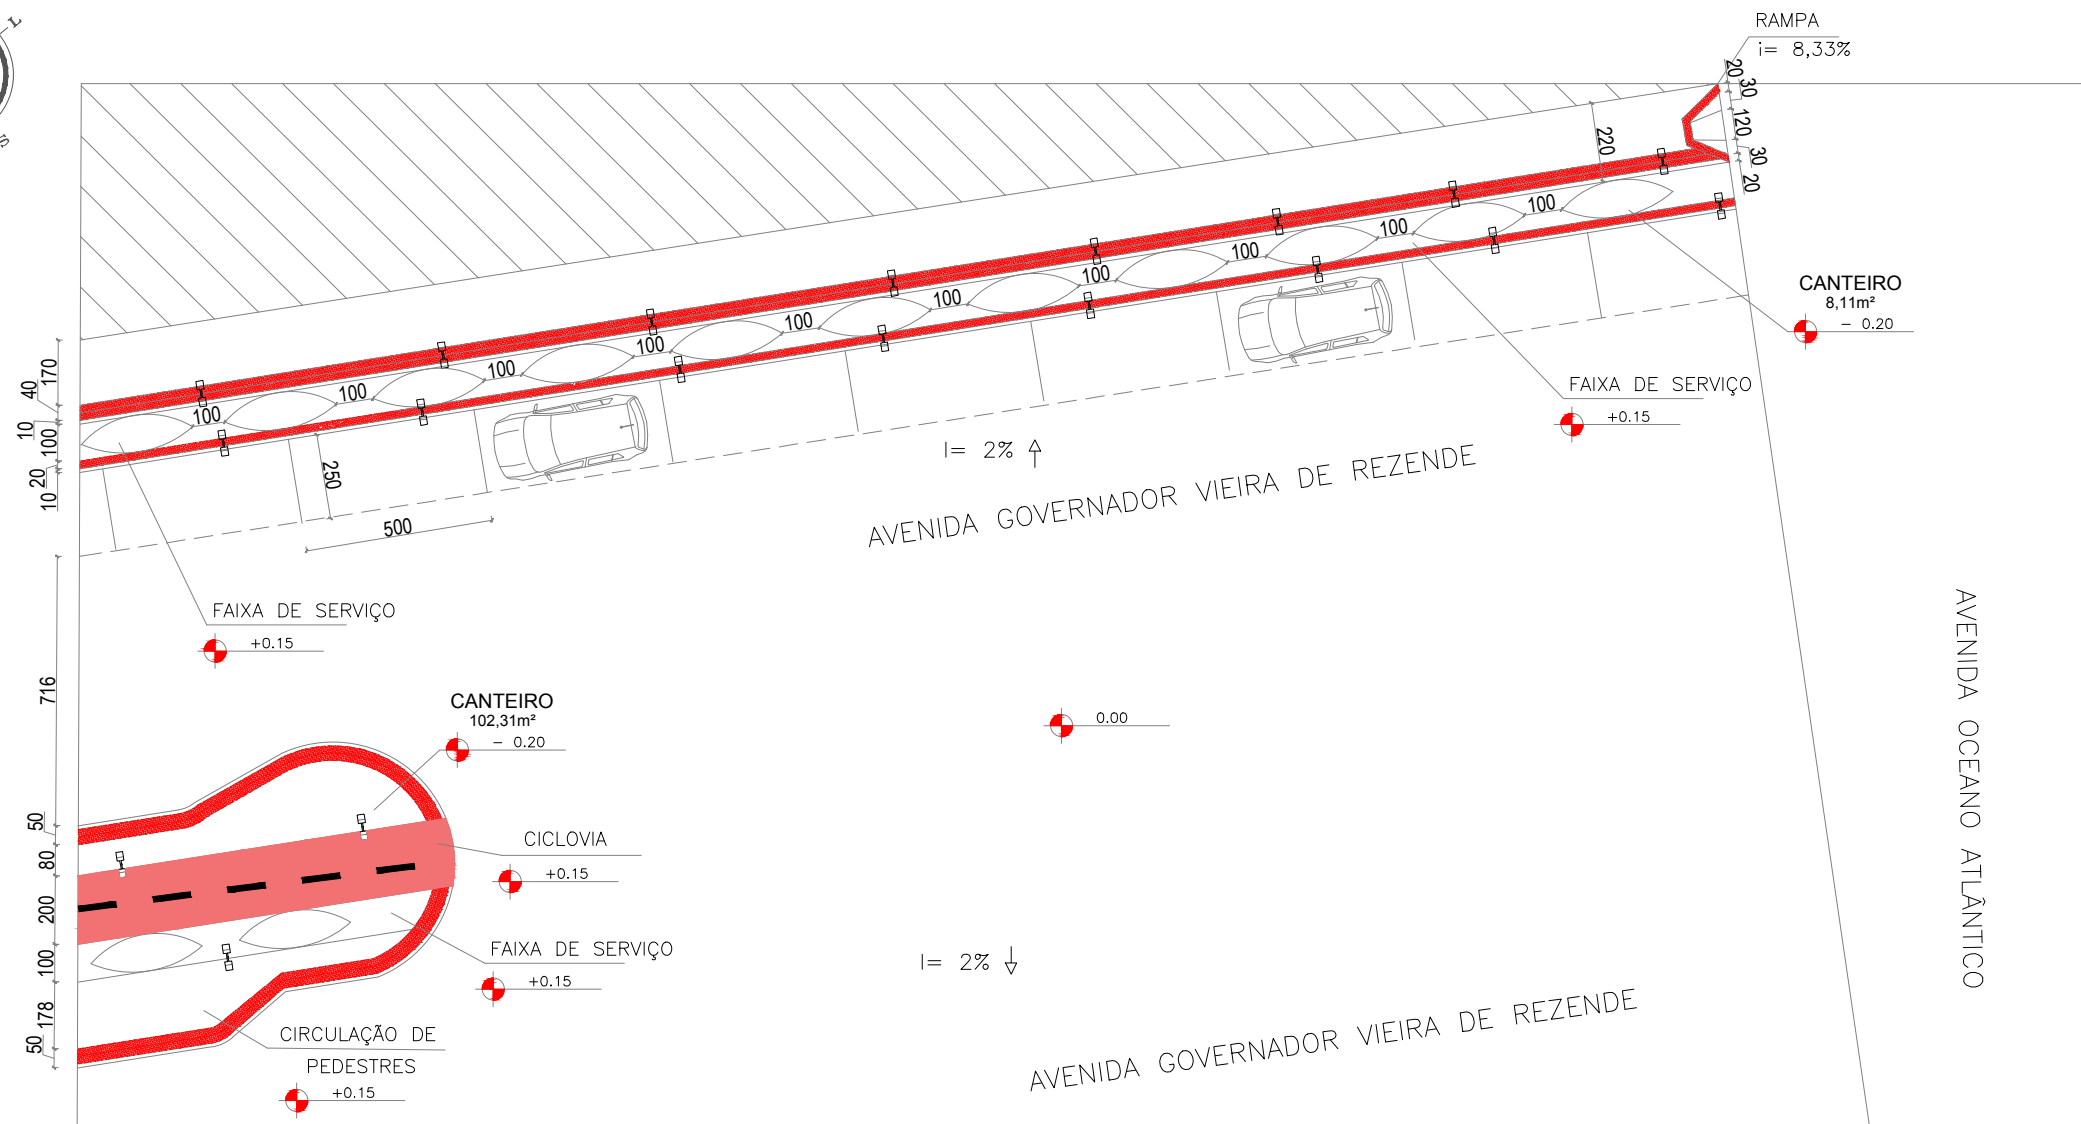 L
S
RAMPA
i= 8,33%
20
30
120
30
20
220
CANTEIRO
8,11m²
- 0.20
FAIXA DE SERVIÇO
+0.15
100
100
100
100
100
100
100
100
100
100
170
40
10
100
20
10
250
500
I= 2%
AVENIDA GOVERNADOR VIEIRA DE REZENDE
FAIXA DE SERVIÇO
+0.15
716
CANTEIRO
102,31m²
- 0.20
0.00
AVENIDA OCEANO ATLÂNTICO
50
80
200
100
178
50
CICLOVIA
+0.15
FAIXA DE SERVIÇO
+0.15
I= 2%
CIRCULAÇÃO DE
PEDESTRES
+0.15
AVENIDA GOVERNADOR VIEIRA DE REZENDE